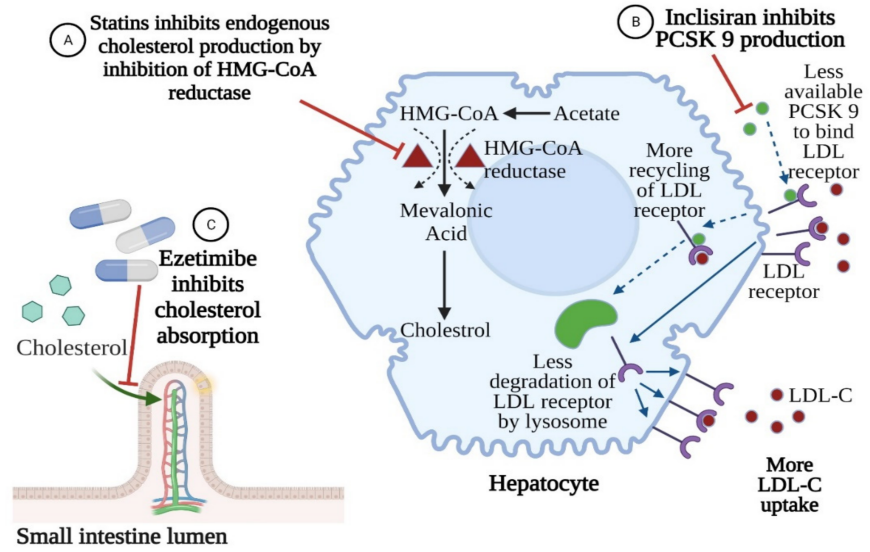 A
Statins inhibits endogenous
cholesterol production by
inhibition of HMG-CoA
reductase
B
Inclisiran inhibits
PCSK 9 production
Less
available
PCSK 9
to bind
LDL
receptor
HMG-CoA
Acetate
HMG-CoA
reductase
Mevalonic
Acid
Cholestrol
More
recycling
of LDL
receptor
LDL
receptor
C
Ezetimibe
inhibits
cholesterol
absorption
Cholesterol
Less
degradation of
LDL receptor
by lysosome
LDL-C
More
LDL-C
uptake
Hepatocyte
Small intestine lumen